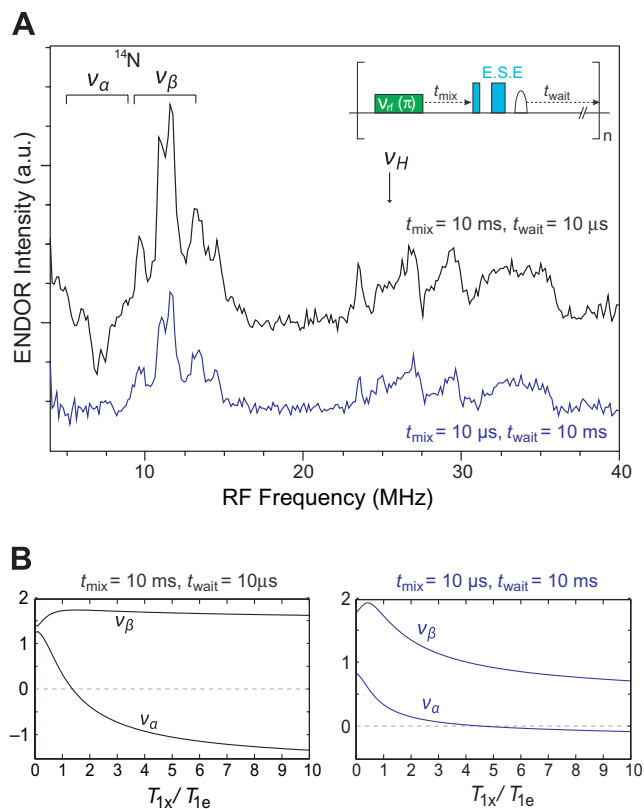 A
¹⁴N
να
νβ
E.S.E
νrf (π)
tmix
twait
n
νH
tmix = 10 ms, twait = 10 μs
tmix = 10 μs, twait = 10 ms
ENDOR Intensity (a.u.)
10 20 30 40
RF Frequency (MHz)
B
tmix = 10 ms, twait = 10μs
2
1
0
−1
νβ
να
0 1 2 3 4 5 6 7 8 9 10
T1x/ T1e
tmix = 10 μs, twait = 10 ms
2
1
0
νβ
να
0 1 2 3 4 5 6 7 8 9 10
T1x/ T1e